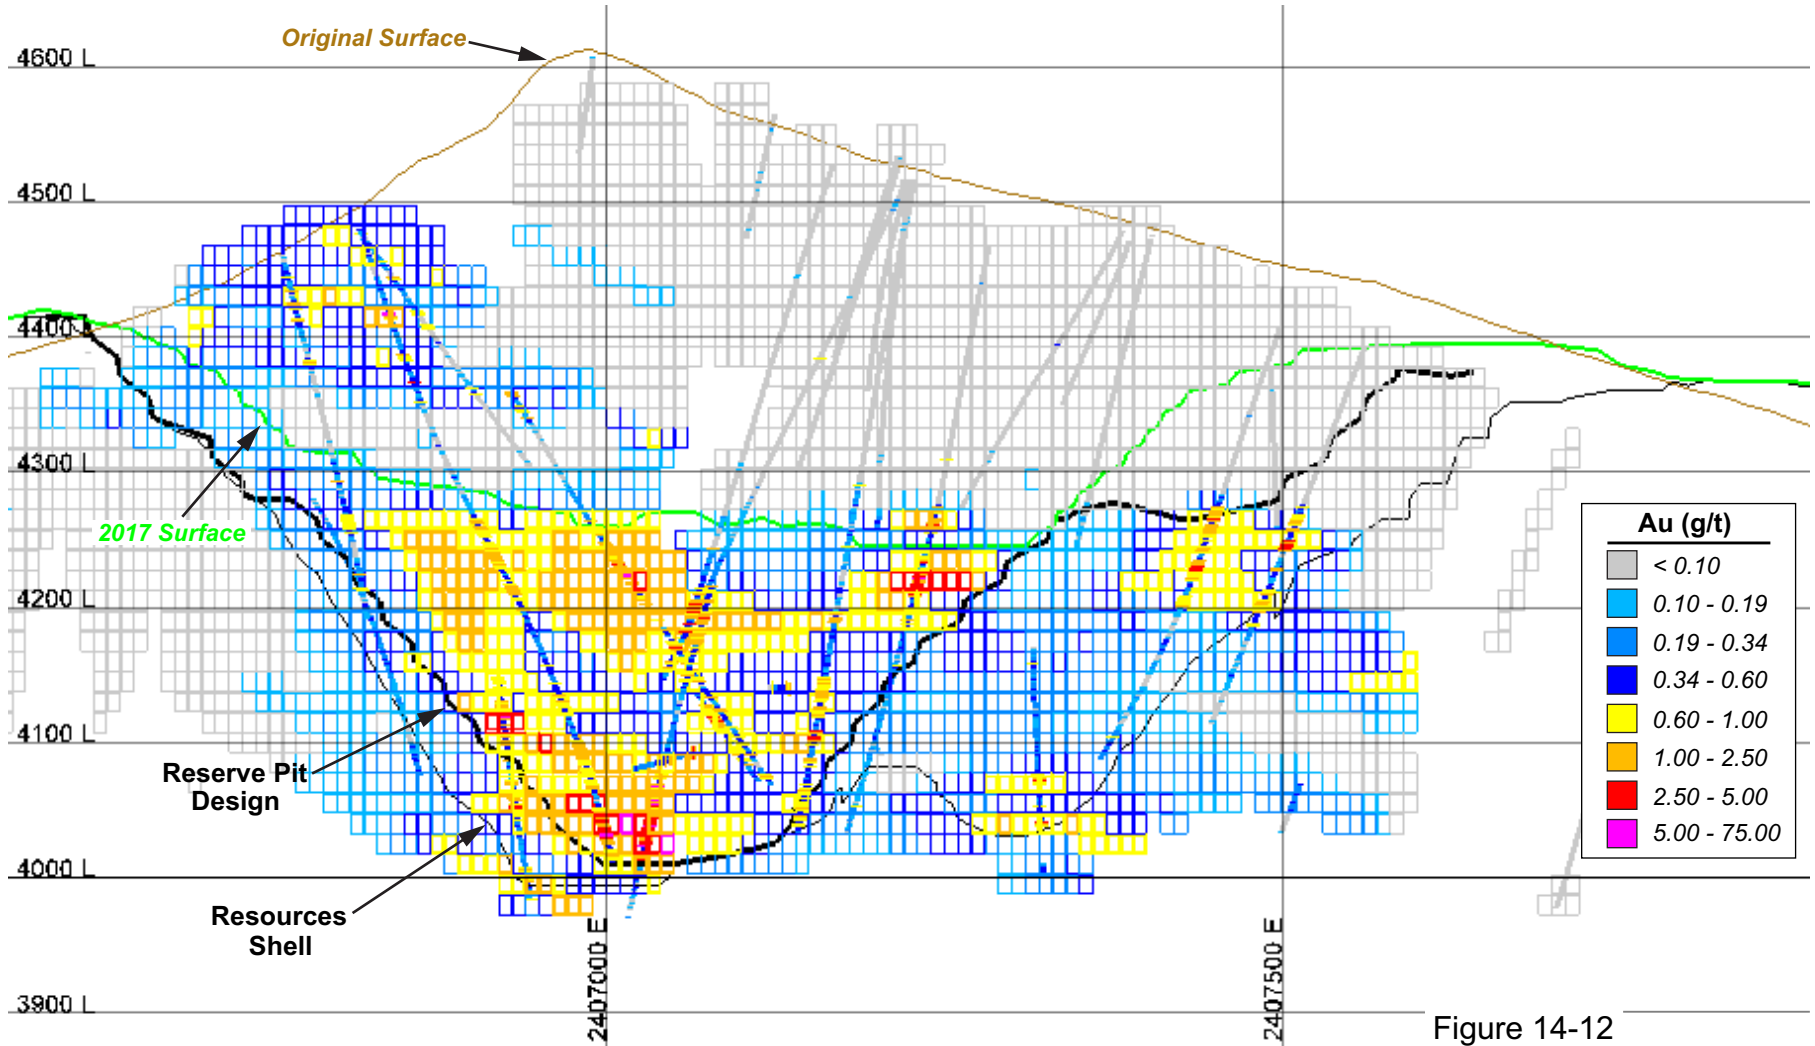 Original Surface
4600 L
4500 L
4400 L
4300 L
2017 Surface
4200 L
4100 L
Reserve Pit
Design
4000 L
Resources
Shell
3900 L
2407000 E
2407500 E
Au (g/t)
< 0.10
0.10 - 0.19
0.19 - 0.34
0.34 - 0.60
0.60 - 1.00
1.00 - 2.50
2.50 - 5.00
5.00 - 75.00
Figure 14-12